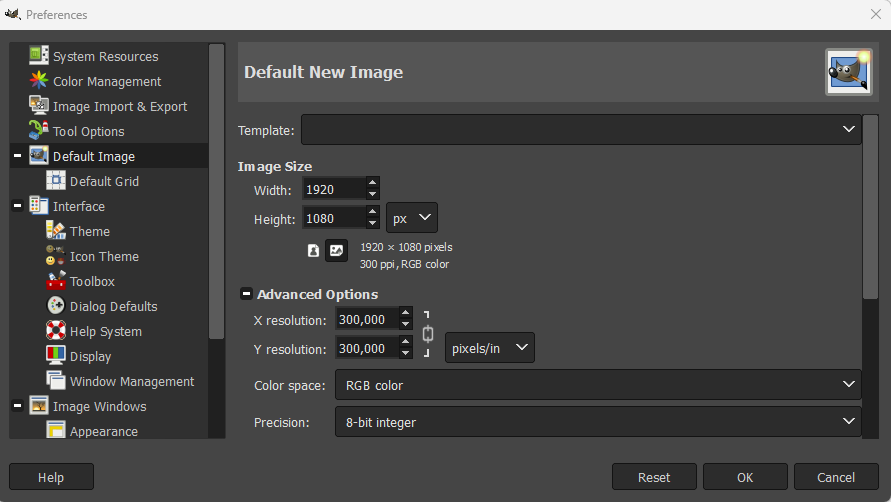 Preferences
System Resources
Color Management
Image Import & Export
Tool Options
Default Image
Default Grid
Interface
Theme
Icon Theme
Toolbox
Dialog Defaults
Help System
Display
Window Management
Image Windows
Appearance
Default New Image
Template:
Image Size
Width: 1920
Height: 1080 px
1920 × 1080 pixels
300 ppi, RGB color
Advanced Options
X resolution: 300,000
Y resolution: 300,000 pixels/in
Color space: RGB color
Precision: 8-bit integer
Help Reset OK Cancel